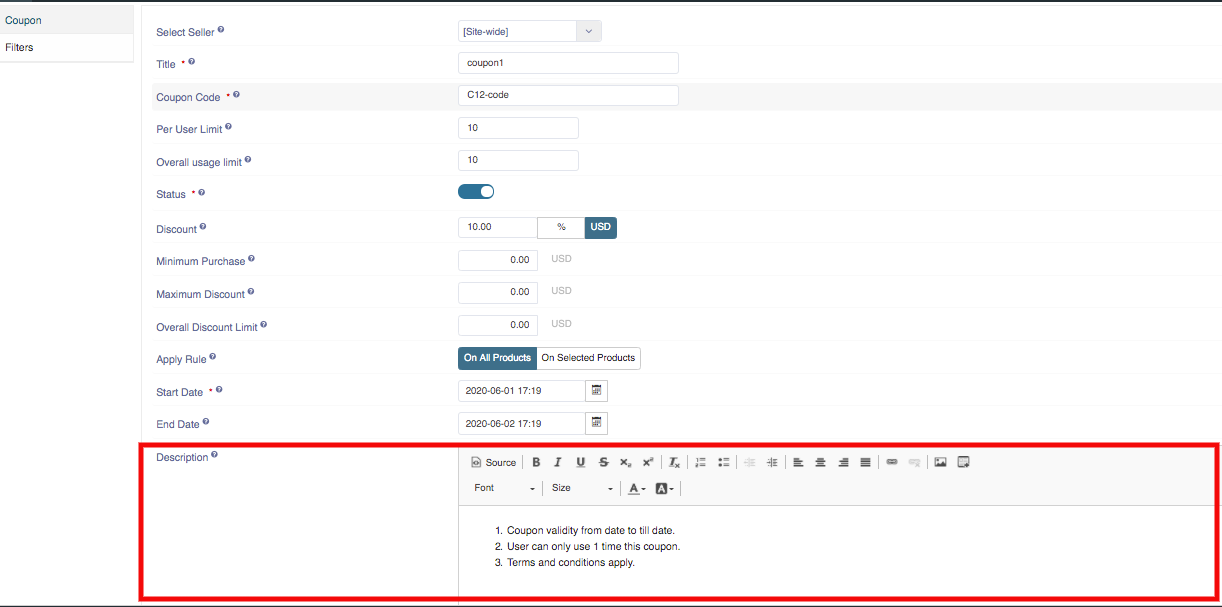 Coupon
Filters
Select Seller ?
[Site-wide]
Title * ?
coupon1
Coupon Code * ?
C12-code
Per User Limit ?
10
Overall usage limit ?
10
Status * ?
Discount ?
10.00 % USD
Minimum Purchase ?
0.00 USD
Maximum Discount ?
0.00 USD
Overall Discount Limit ?
0.00 USD
Apply Rule ?
On All Products On Selected Products
Start Date * ?
2020-06-01 17:19
End Date ?
2020-06-02 17:19
Description ?
Source B I U S x₂ x² Tx
Font Size A A
1. Coupon validity from date to till date.
2. User can only use 1 time this coupon.
3. Terms and conditions apply.